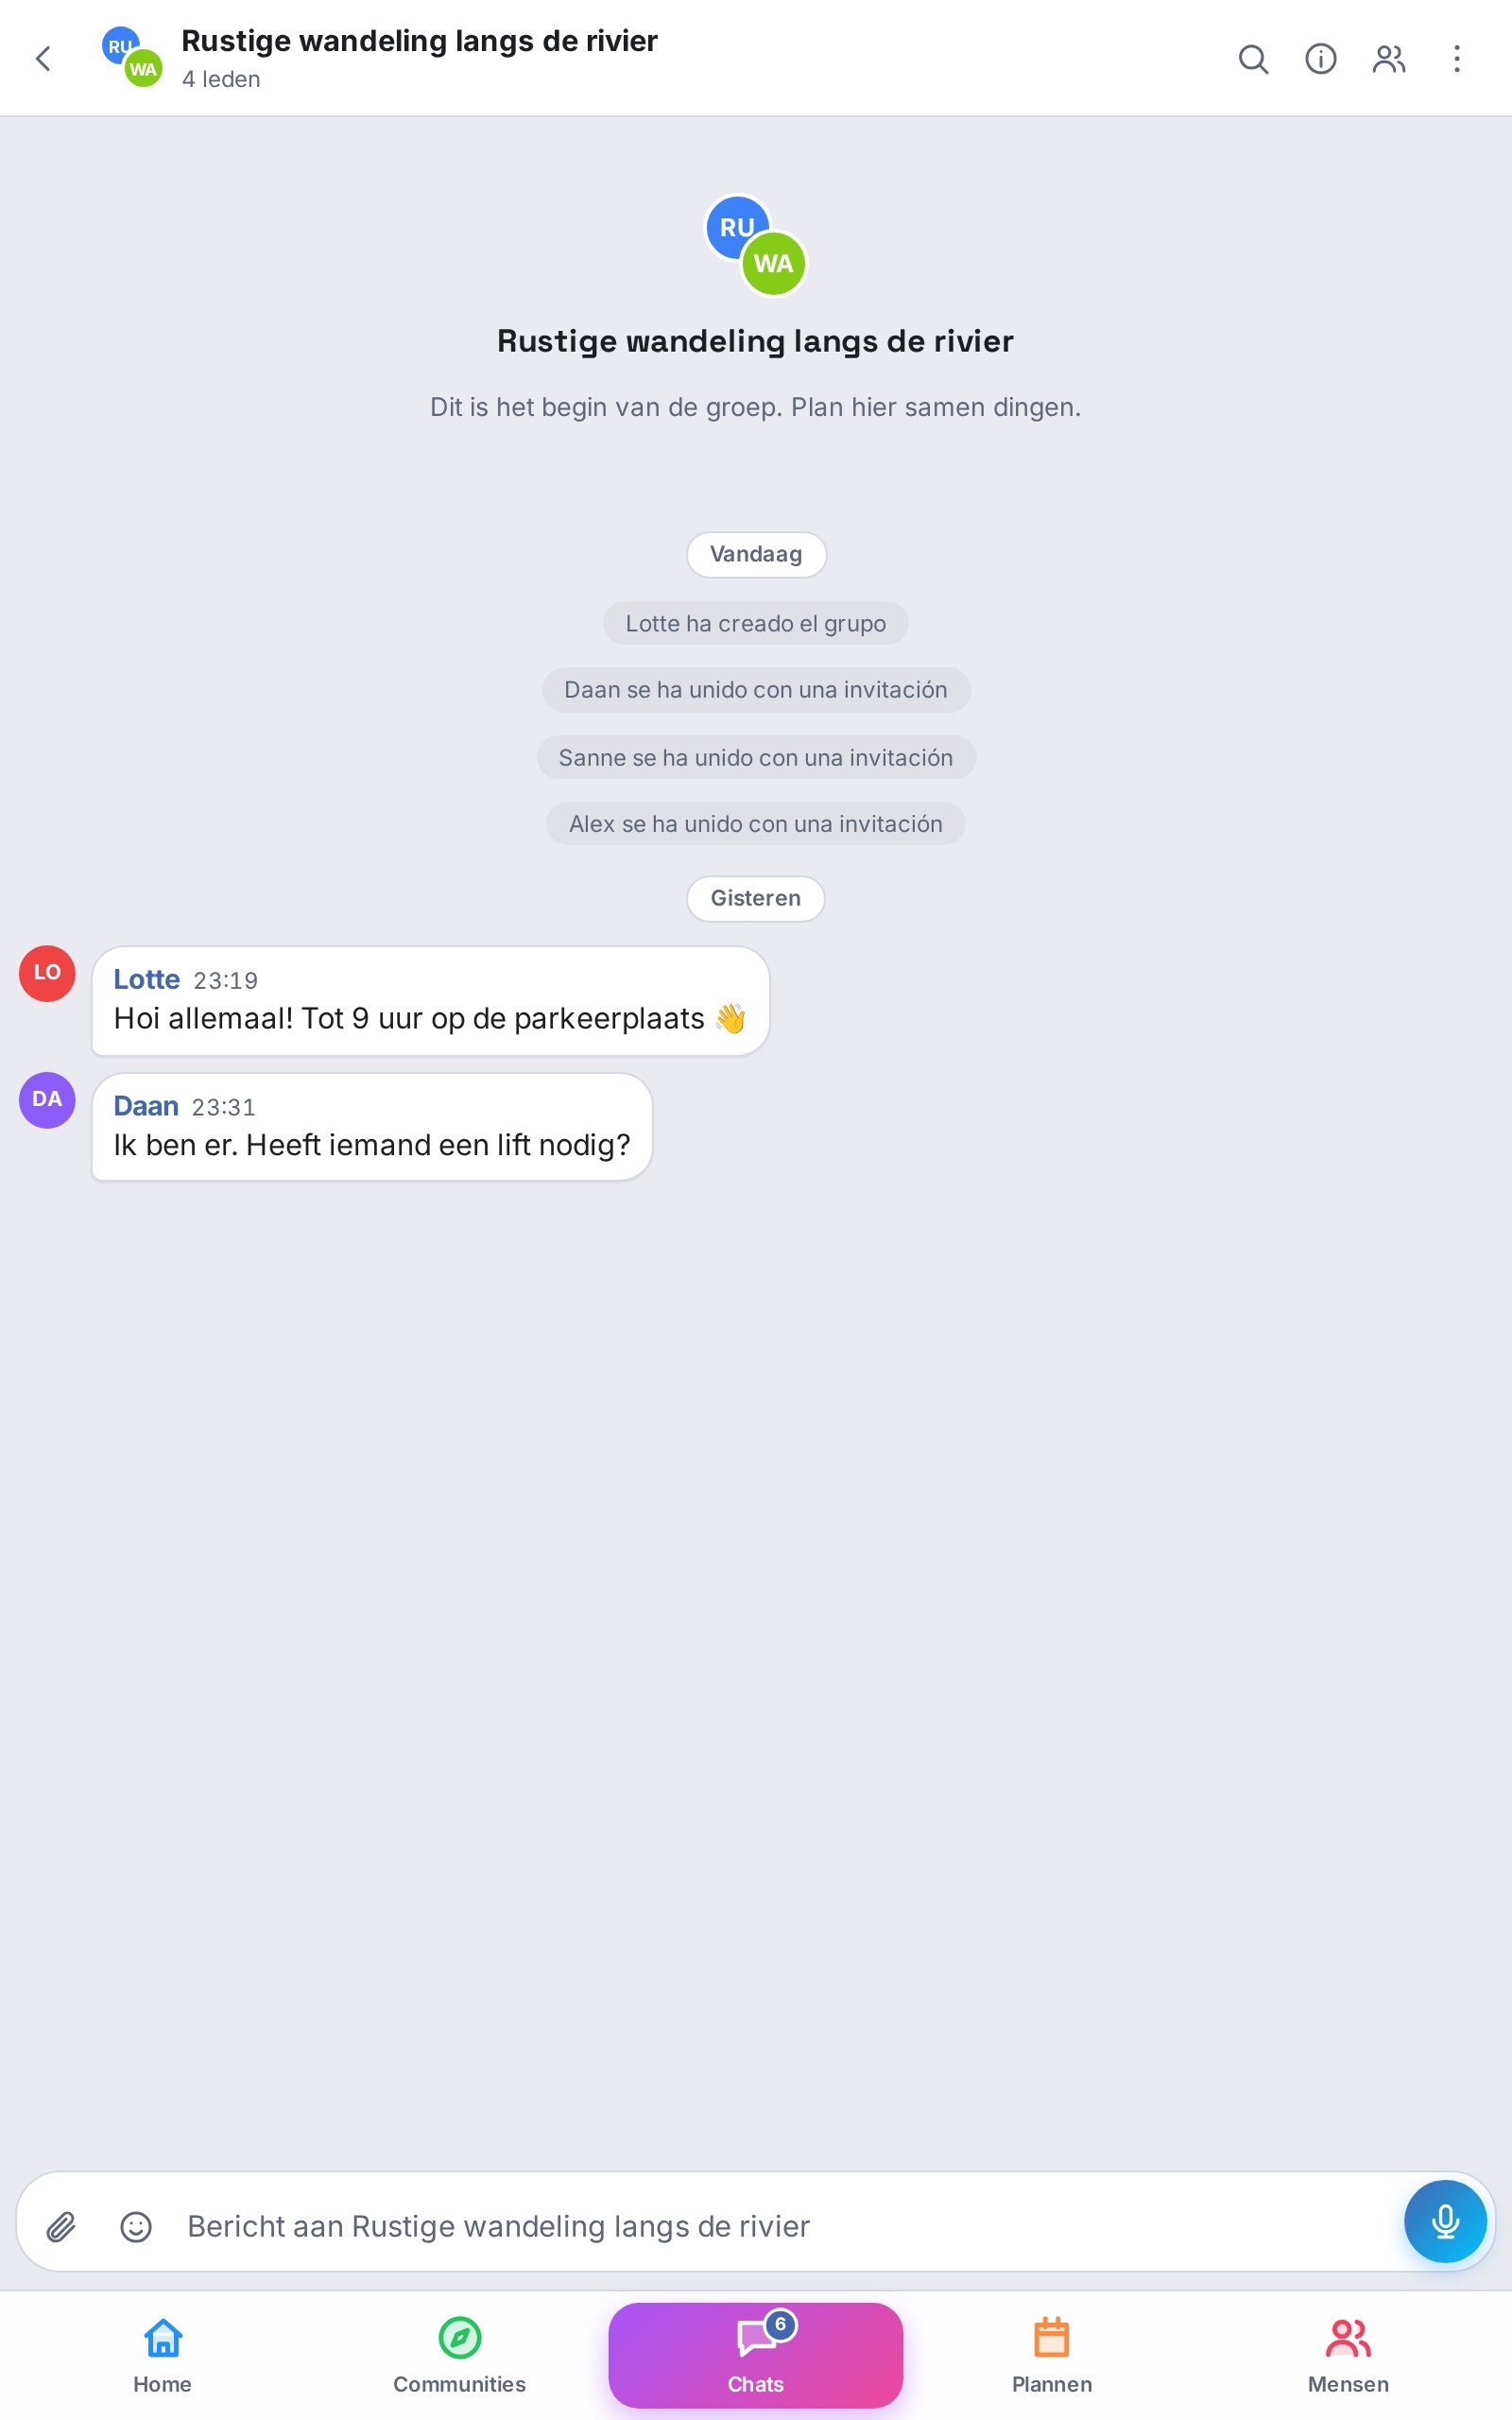 RU
WA
Rustige wandeling langs de rivier
4 leden
RU
WA
Rustige wandeling langs de rivier
Dit is het begin van de groep. Plan hier samen dingen.
Vandaag
Lotte ha creado el grupo
Daan se ha unido con una invitación
Sanne se ha unido con una invitación
Alex se ha unido con una invitación
Gisteren
LO
Lotte 23:19
Hoi allemaal! Tot 9 uur op de parkeerplaats 👋
DA
Daan 23:31
Ik ben er. Heeft iemand een lift nodig?
Bericht aan Rustige wandeling langs de rivier
6
Home
Communities
Chats
Plannen
Mensen